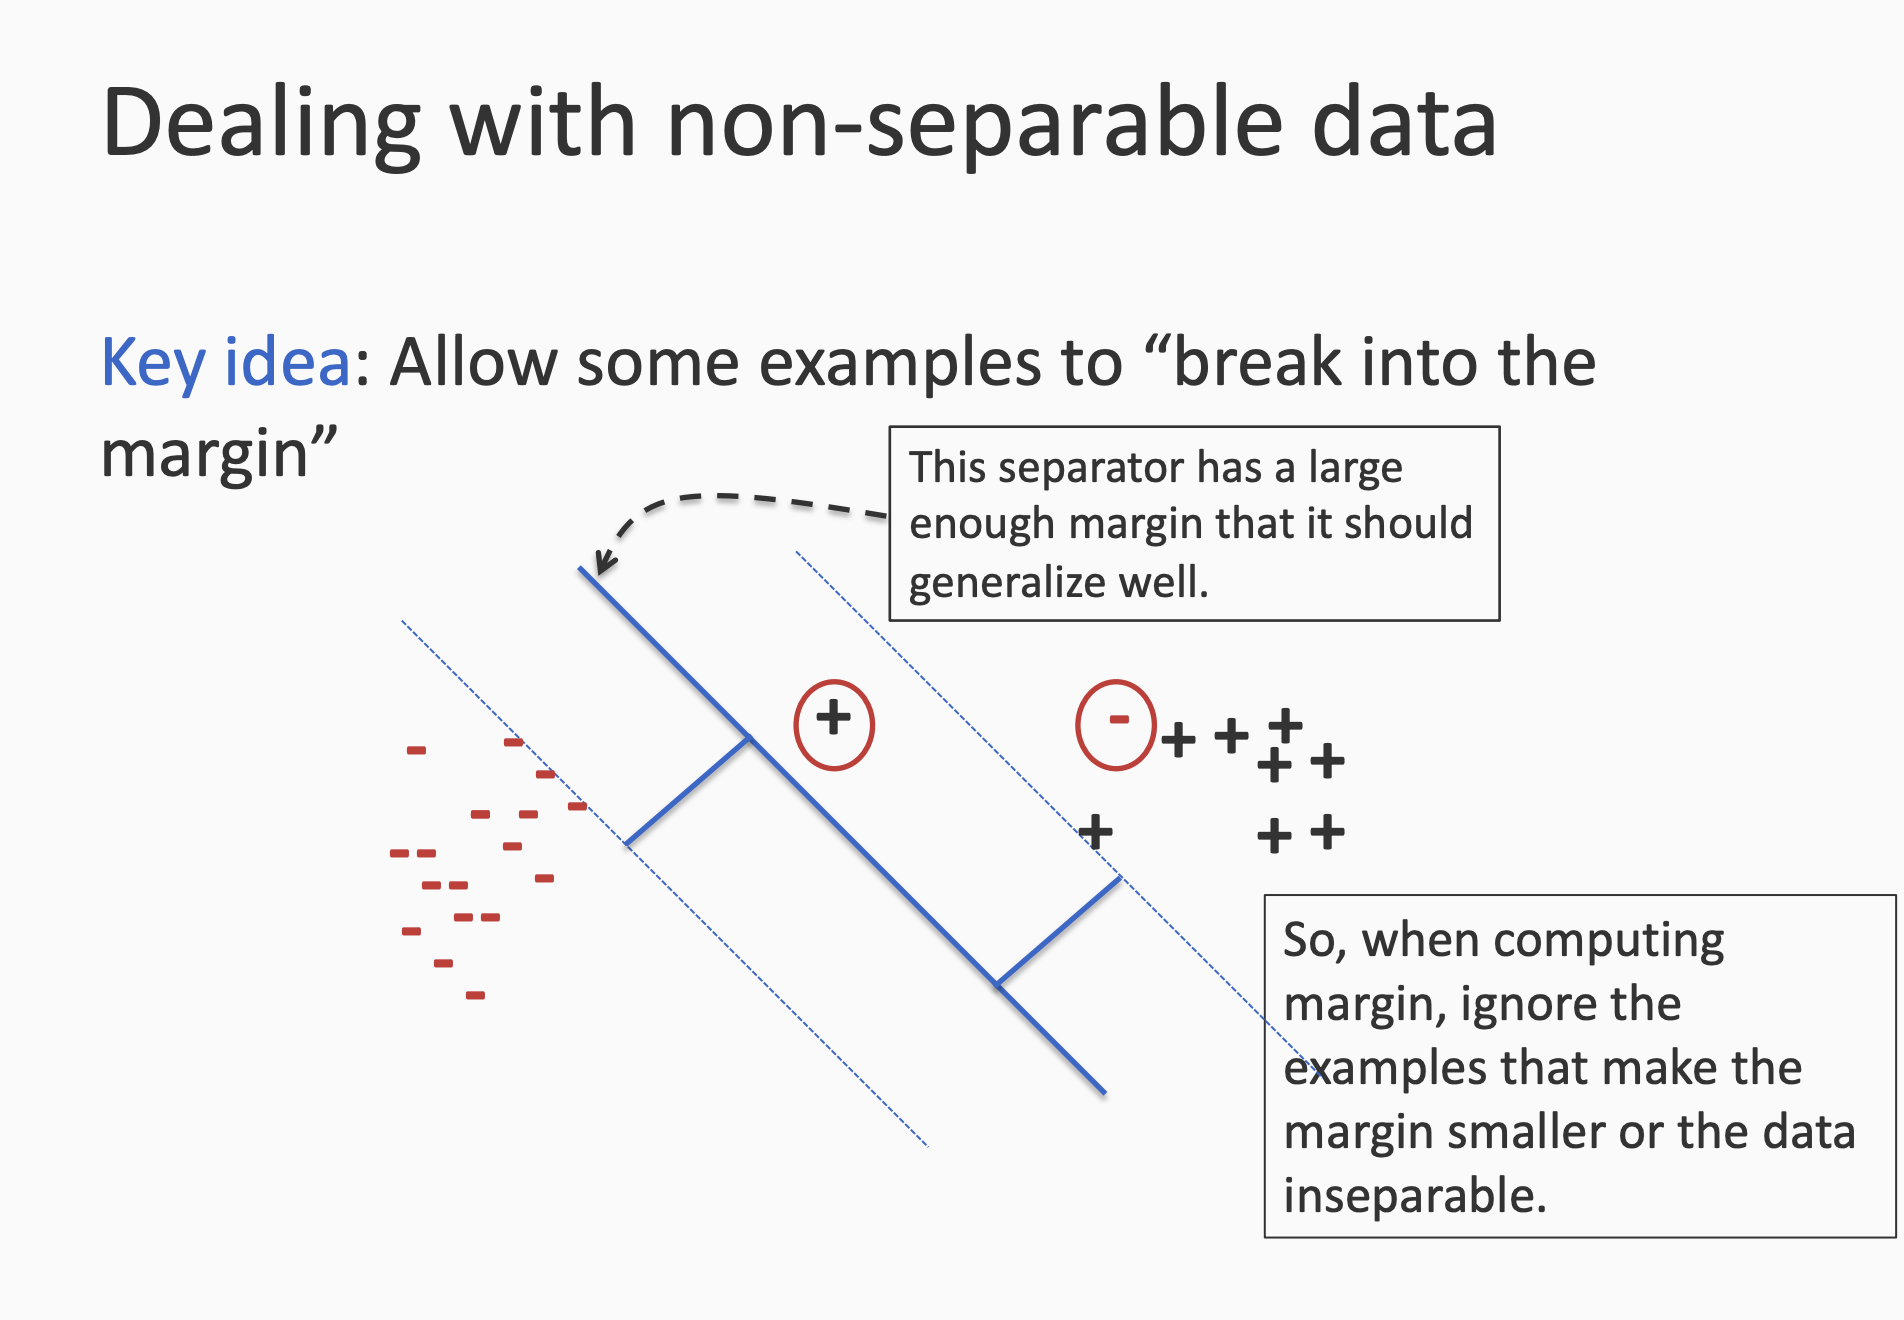 Dealing with non-separable data
Key idea: Allow some examples to “break into the
margin”
This separator has a large
enough margin that it should
generalize well.
So, when computing
margin, ignore the
examples that make the
margin smaller or the data
inseparable.